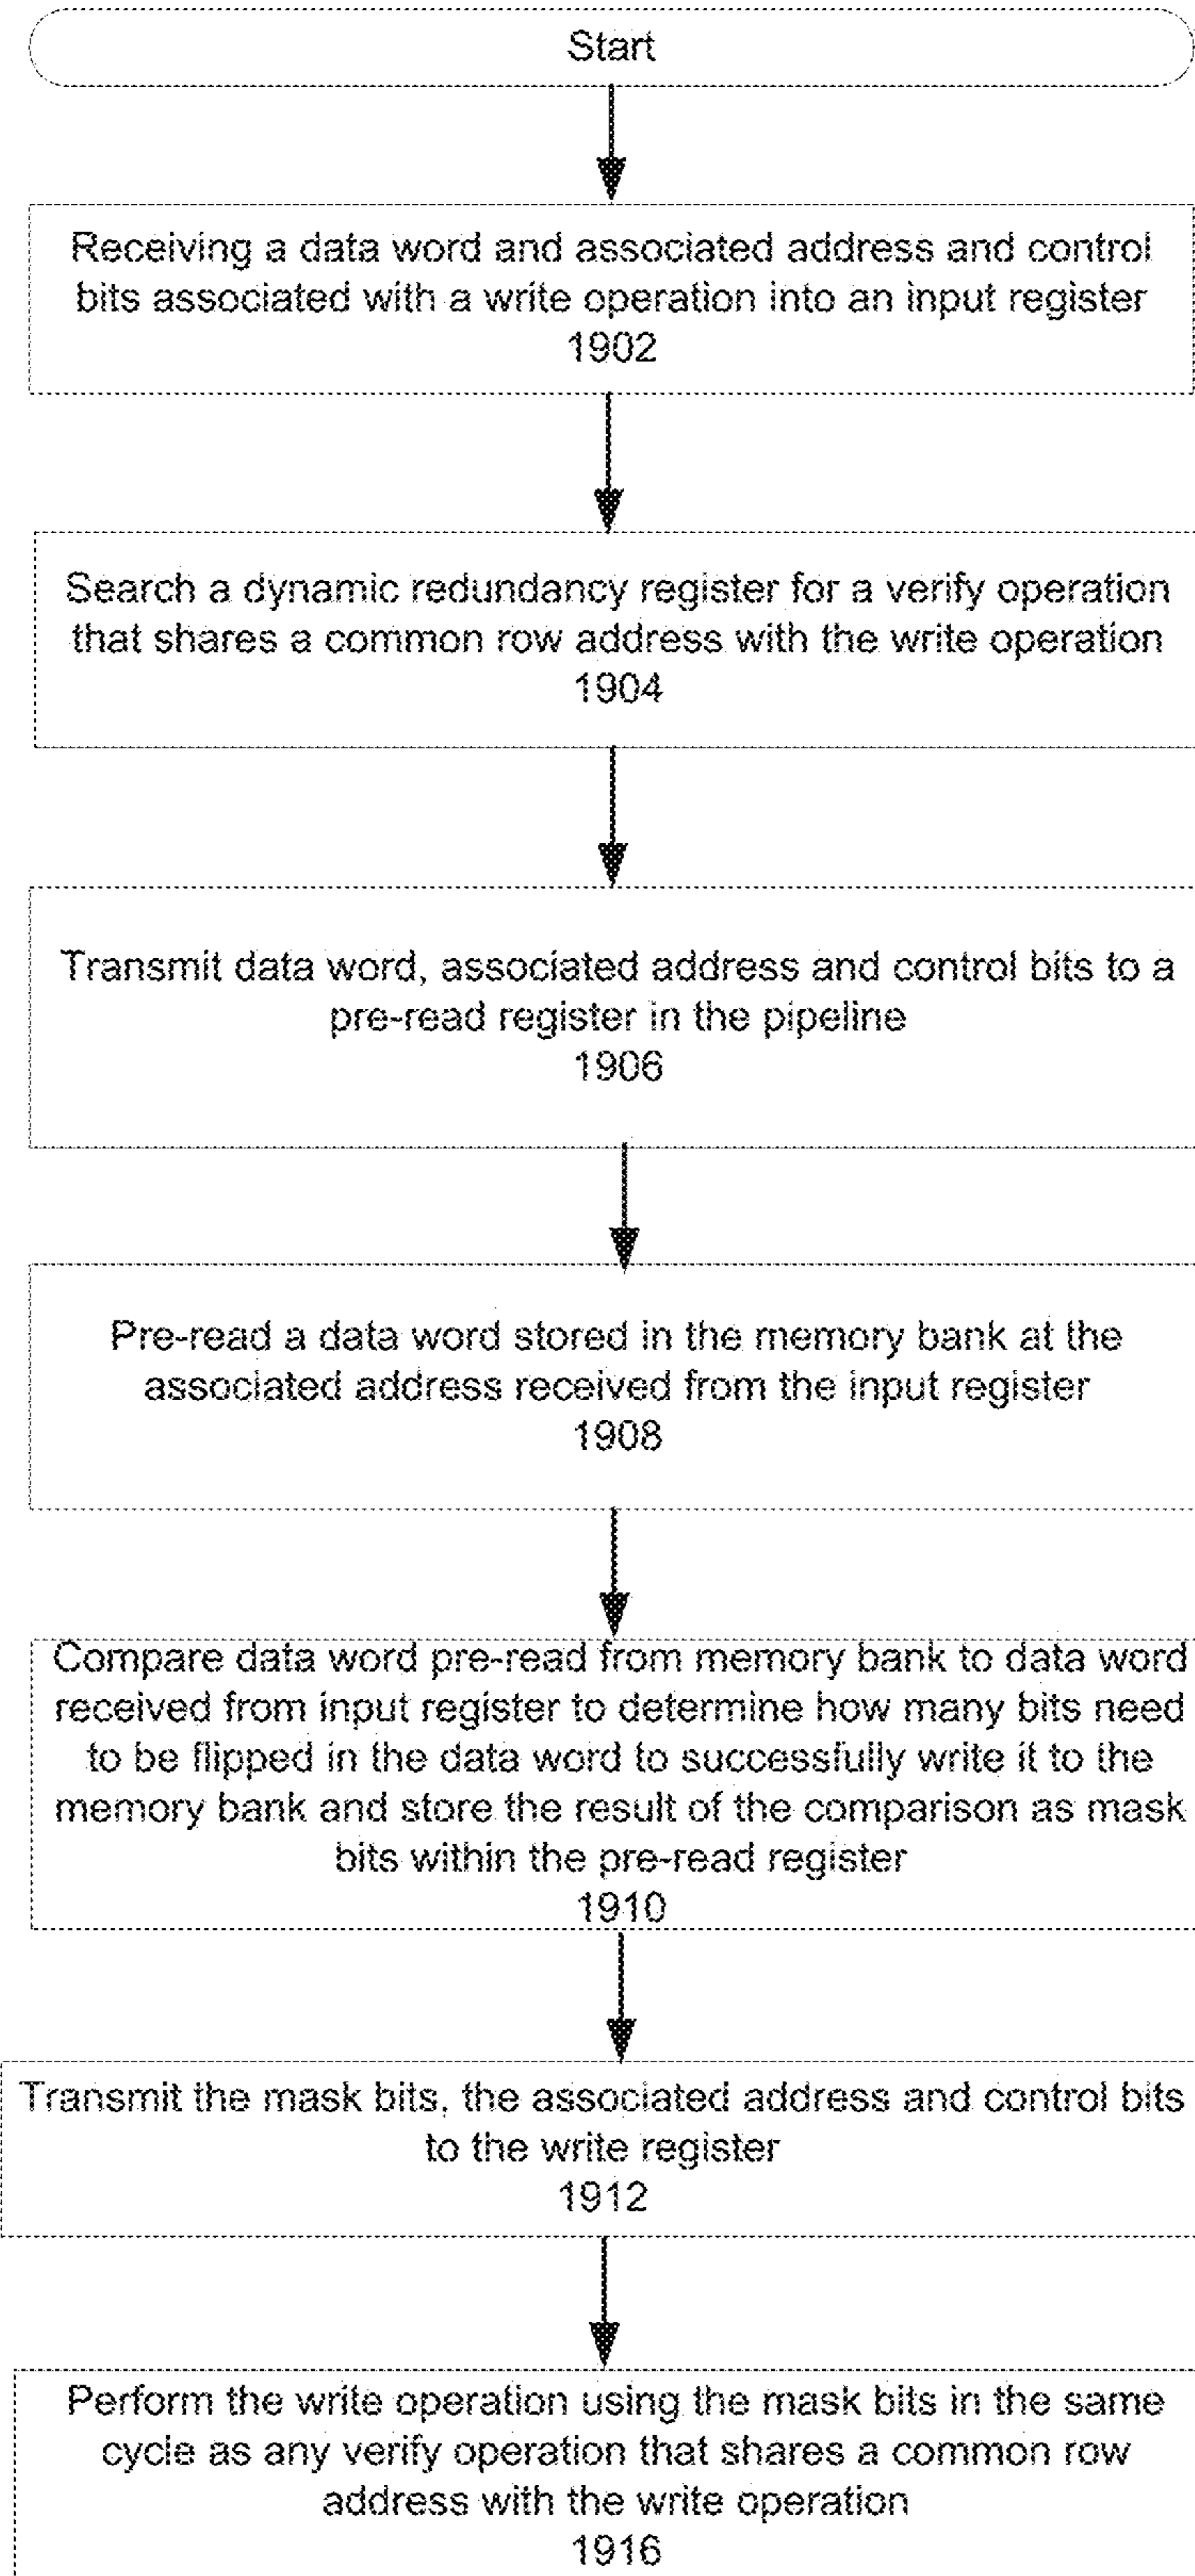 Start
Receiving a data word and associated address and control
bits associated with a write operation into an input register
1902
Search a dynamic redundancy register for a verify operation
that shares a common row address with the write operation
1904
Transmit data word, associated address and control bits to a
pre-read register in the pipeline
1906
Pre-read a data word stored in the memory bank at the
associated address received from the input register
1908
Compare data word pre-read from memory bank to data word
received from input register to determine how many bits need
to be flipped in the data word to successfully write it to the
memory bank and store the result of the comparison as mask
bits within the pre-read register
1910
Transmit the mask bits, the associated address and control bits
to the write register
1912
Perform the write operation using the mask bits in the same
cycle as any verify operation that shares a common row
address with the write operation
1916